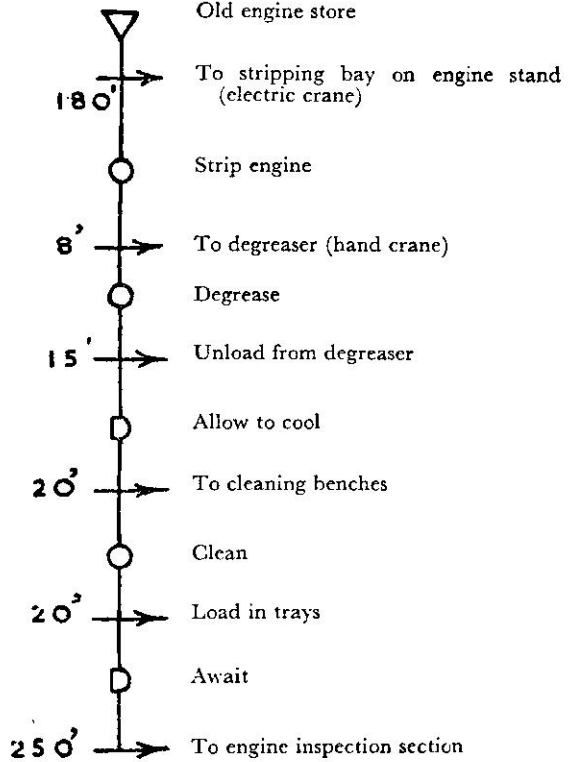 Old engine store
180' To stripping bay on engine stand
(electric crane)
Strip engine
8' To degreaser (hand crane)
Degrease
15' Unload from degreaser
Allow to cool
20' To cleaning benches
Clean
20' Load in trays
Await
250' To engine inspection section